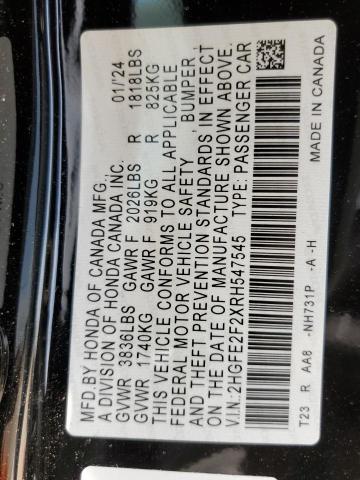 MFD.BY HONDA OF CANADA MFG., 01/'24
A DIVISION OF HONDA CANADA INC.
GVWR 3836LBS GAWR F 2026LBS R 1818LBS
GVWR 1740KG GAWR F 919KG R 825KG
THIS VEHICLE CONFORMS TO ALL APPLICABLE
FEDERAL MOTOR VEHICLE SAFETY, BUMPER,
AND THEFT PREVENTION STANDARDS IN EFFECT
ON THE DATE OF MANUFACTURE SHOWN ABOVE.
V.I.N:2HGFE2F2XRH547545 TYPE: PASSENGER CAR
T23 R AA8 -NH731P -A -H MADE IN CANADA